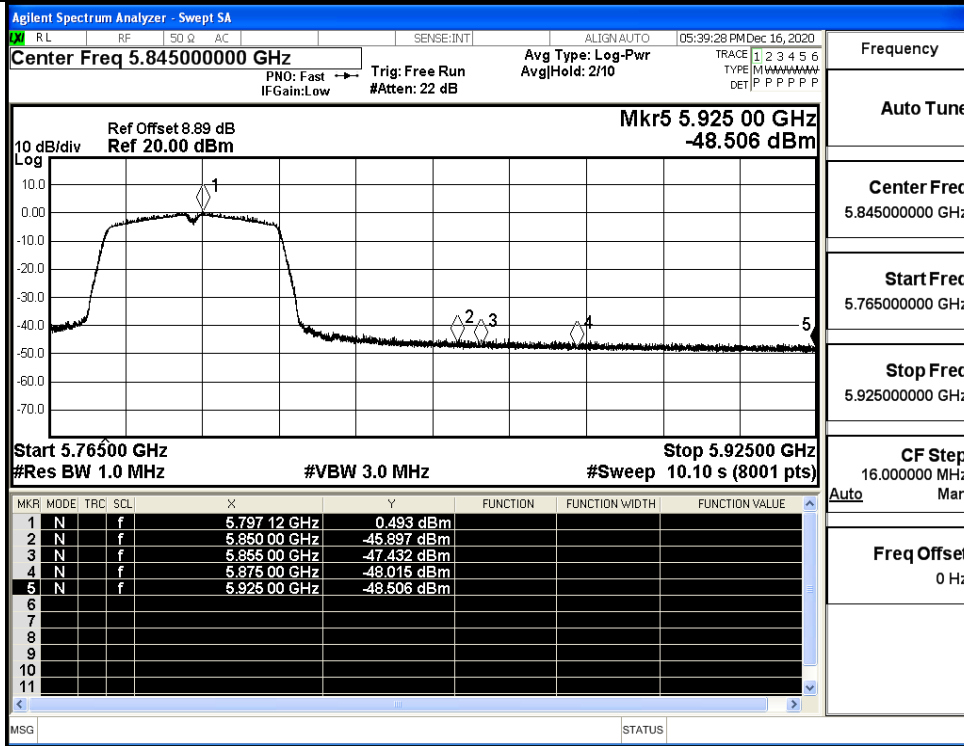 Agilent Spectrum Analyzer - Swept SA
LXI RL RF 50 Ω AC SENSE:INT ALIGN AUTO 05:39:28 PM Dec 16, 2020
Center Freq 5.845000000 GHz
PNO: Fast
IFGain:Low
Trig: Free Run
#Atten: 22 dB
Avg Type: Log-Pwr
Avg|Hold: 2/10
TRACE 1 2 3 4 5 6
TYPE M W W W W W
DET P P P P P P
Mkr5 5.925 00 GHz
-48.506 dBm
Ref Offset 8.89 dB
10 dB/div Ref 20.00 dBm
Log
10.0
0.00
-10.0
-20.0
-30.0
-40.0
-50.0
-60.0
-70.0
1
2
3
4
5
Start 5.76500 GHz Stop 5.92500 GHz
#Res BW 1.0 MHz #VBW 3.0 MHz #Sweep 10.10 s (8001 pts)
MKR MODE TRC SCL X Y FUNCTION FUNCTION WIDTH FUNCTION VALUE
1 N f 5.797 12 GHz 0.493 dBm
2 N f 5.850 00 GHz -45.897 dBm
3 N f 5.855 00 GHz -47.432 dBm
4 N f 5.875 00 GHz -48.015 dBm
5 N f 5.925 00 GHz -48.506 dBm
6
7
8
9
10
11
MSG STATUS
Frequency
Auto Tune
Center Freq
5.845000000 GHz
Start Freq
5.765000000 GHz
Stop Freq
5.925000000 GHz
CF Step
16.000000 MHz
Auto Man
Freq Offset
0 Hz